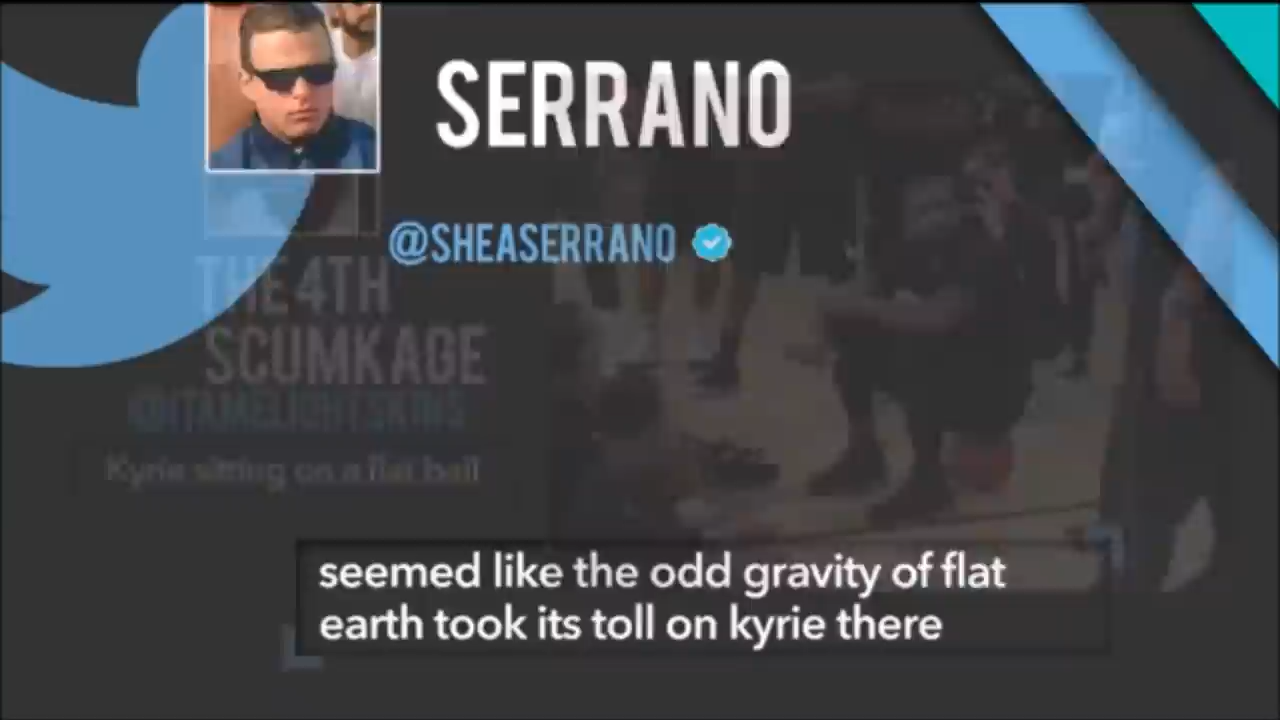 SERRANO
@SHEASERRANO
THE 4TH
SCUMKAGE
@ITAMELIGHTSKINS
Kyrie sitting on a flat ball
seemed like the odd gravity of flat
earth took its toll on kyrie there